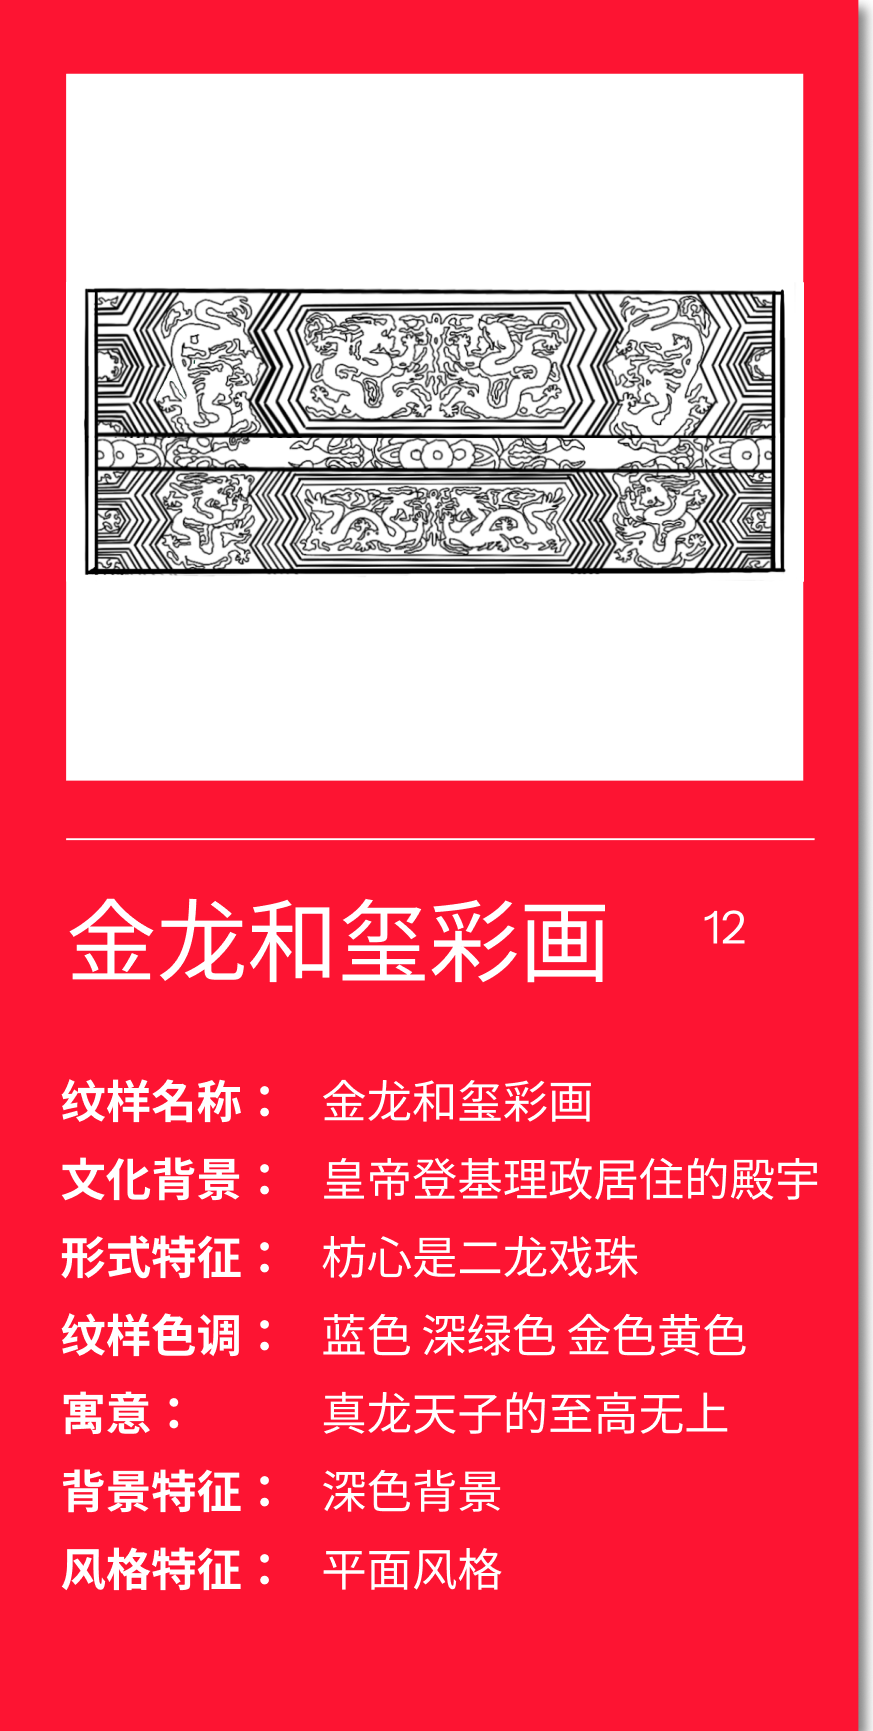 金龙和玺彩画 12
纹样名称： 金龙和玺彩画
文化背景： 皇帝登基理政居住的殿宇
形式特征： 枋心是二龙戏珠
纹样色调： 蓝色 深绿色 金色黄色
寓意： 真龙天子的至高无上
背景特征： 深色背景
风格特征： 平面风格